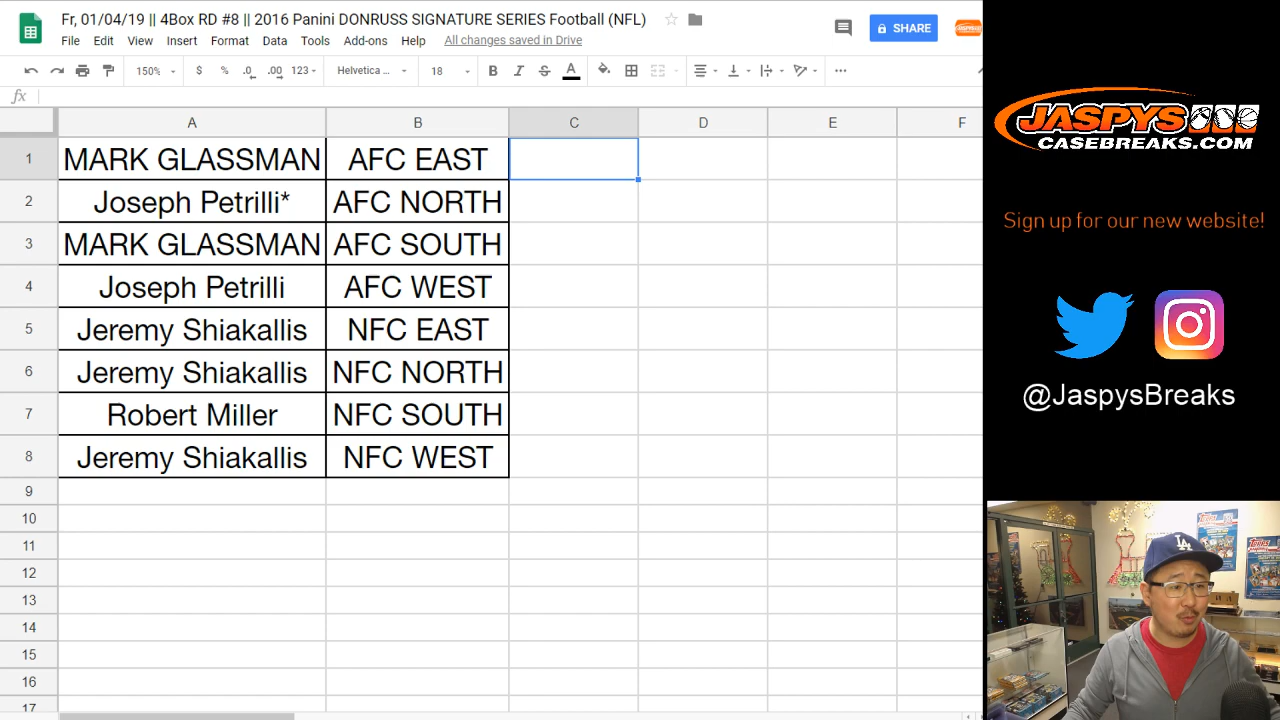 Fr, 01/04/19 || 4Box RD #8 || 2016 Panini DONRUSS SIGNATURE SERIES Football (NFL)
SHARE
File Edit View Insert Format Data Tools Add-ons Help All changes saved in Drive
150% $ % .0 .00 123 Helvetica ... 18 B I S A
fx
A B C D E F
1 MARK GLASSMAN AFC EAST
2 Joseph Petrilli* AFC NORTH
3 MARK GLASSMAN AFC SOUTH
4 Joseph Petrilli AFC WEST
5 Jeremy Shiakallis NFC EAST
6 Jeremy Shiakallis NFC NORTH
7 Robert Miller NFC SOUTH
8 Jeremy Shiakallis NFC WEST
9
10
11
12
13
14
15
16
17
JASPYS
CASEBREAKS.COM
Sign up for our new website!
@JaspysBreaks
LA